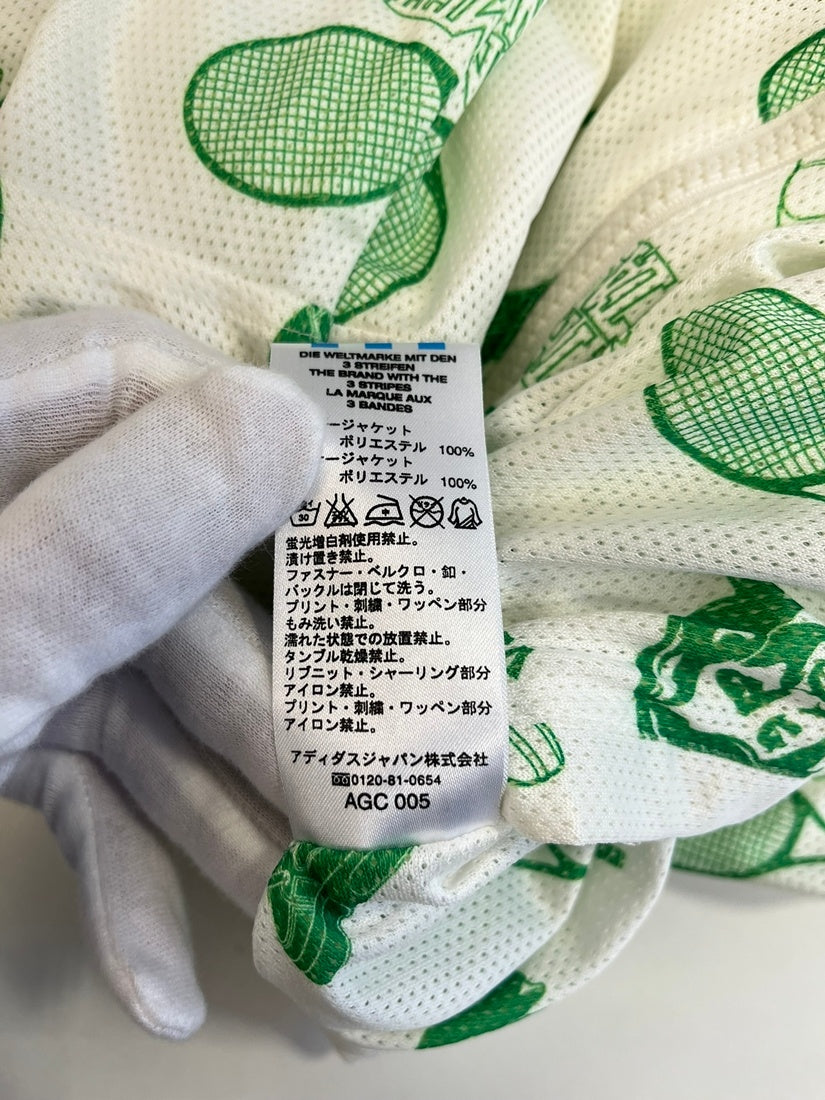 DIE WELTMARKE MIT DEN
3 STREIFEN
THE BRAND WITH THE
3 STRIPES
LA MARQUE AUX
3 BANDES
ージャケット
ポリエステル 100%
ージャケット
ポリエステル 100%
30 中
蛍光増白剤使用禁止。
漬け置き禁止。
ファスナー・ベルクロ・釦・
バックルは閉じて洗う。
プリント・刺繍・ワッペン部分
もみ洗い禁止。
濡れた状態での放置禁止。
タンブル乾燥禁止。
リブニット・シャーリング部分
アイロン禁止。
プリント・刺繍・ワッペン部分
アイロン禁止。
アディダスジャパン株式会社
0120-81-0654
AGC 005